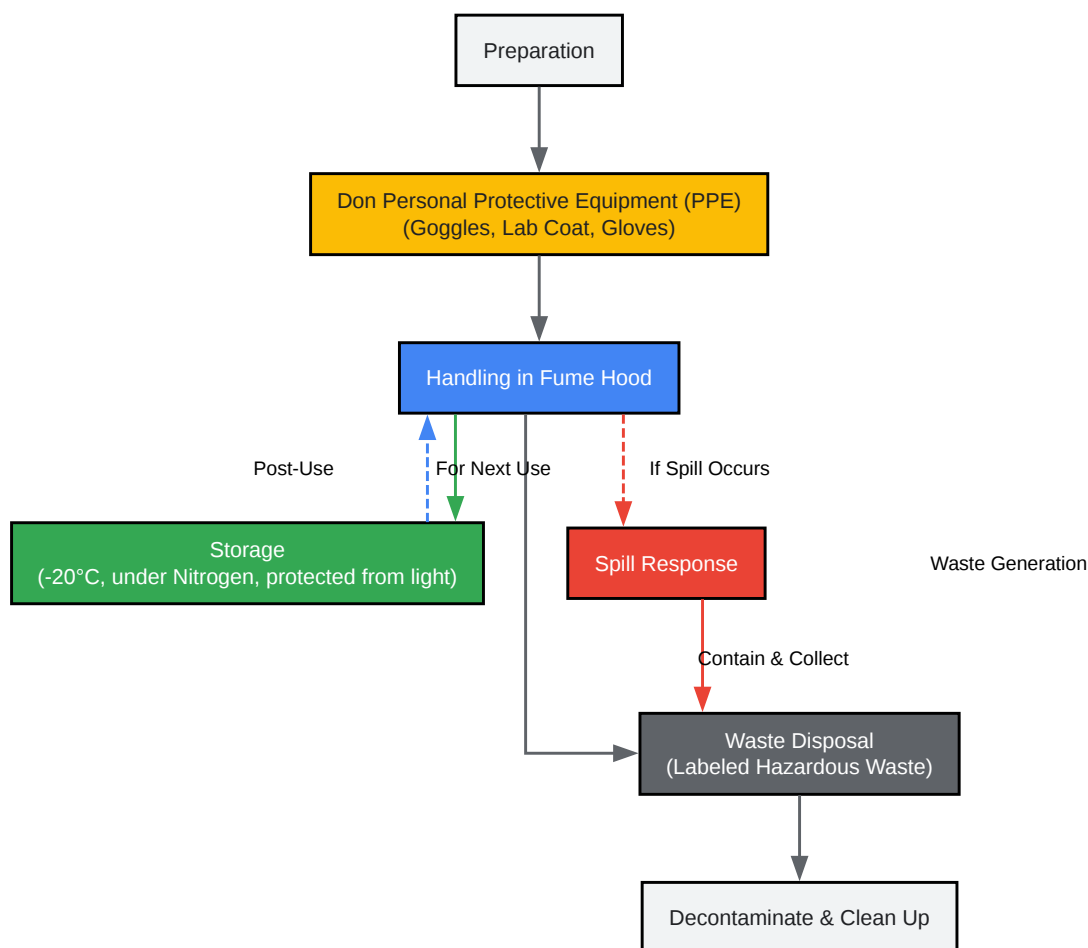 Preparation
Don Personal Protective Equipment (PPE)
(Goggles, Lab Coat, Gloves)
Handling in Fume Hood
Post-Use
For Next Use
If Spill Occurs
Storage
(-20°C, under Nitrogen, protected from light)
Spill Response
Waste Generation
Contain & Collect
Waste Disposal
(Labeled Hazardous Waste)
Decontaminate & Clean Up